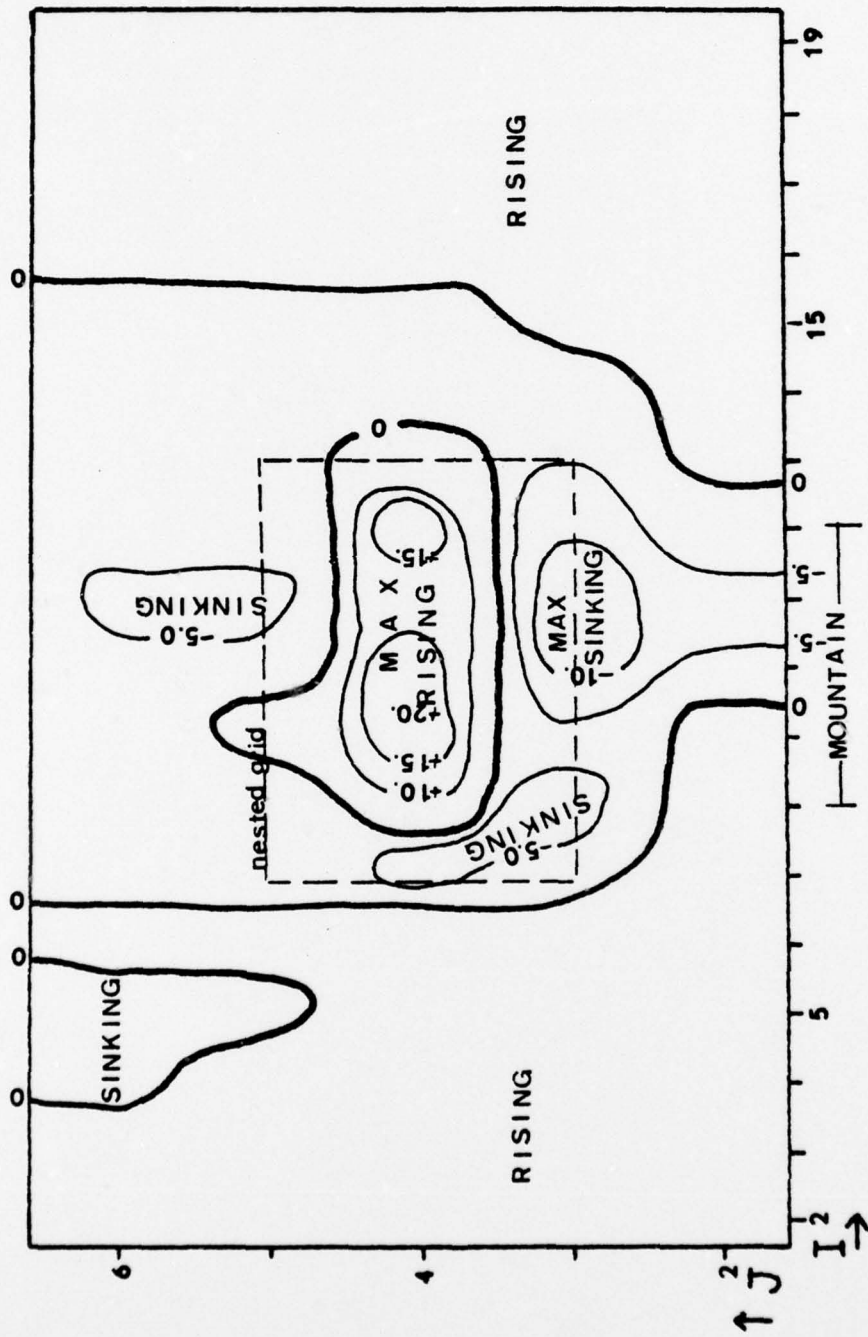 0 0 0 0
SINKING
-5.0
SINKING
nested grid
0
MAX
RISING
+20.
+15.
+10.
+15.
-5.0
SINKING
RISING
RISING
MAX
SINKING
-10.
0 -5. -5. 0
6
4
2
J
2 5 15 19
I
MOUNTAIN